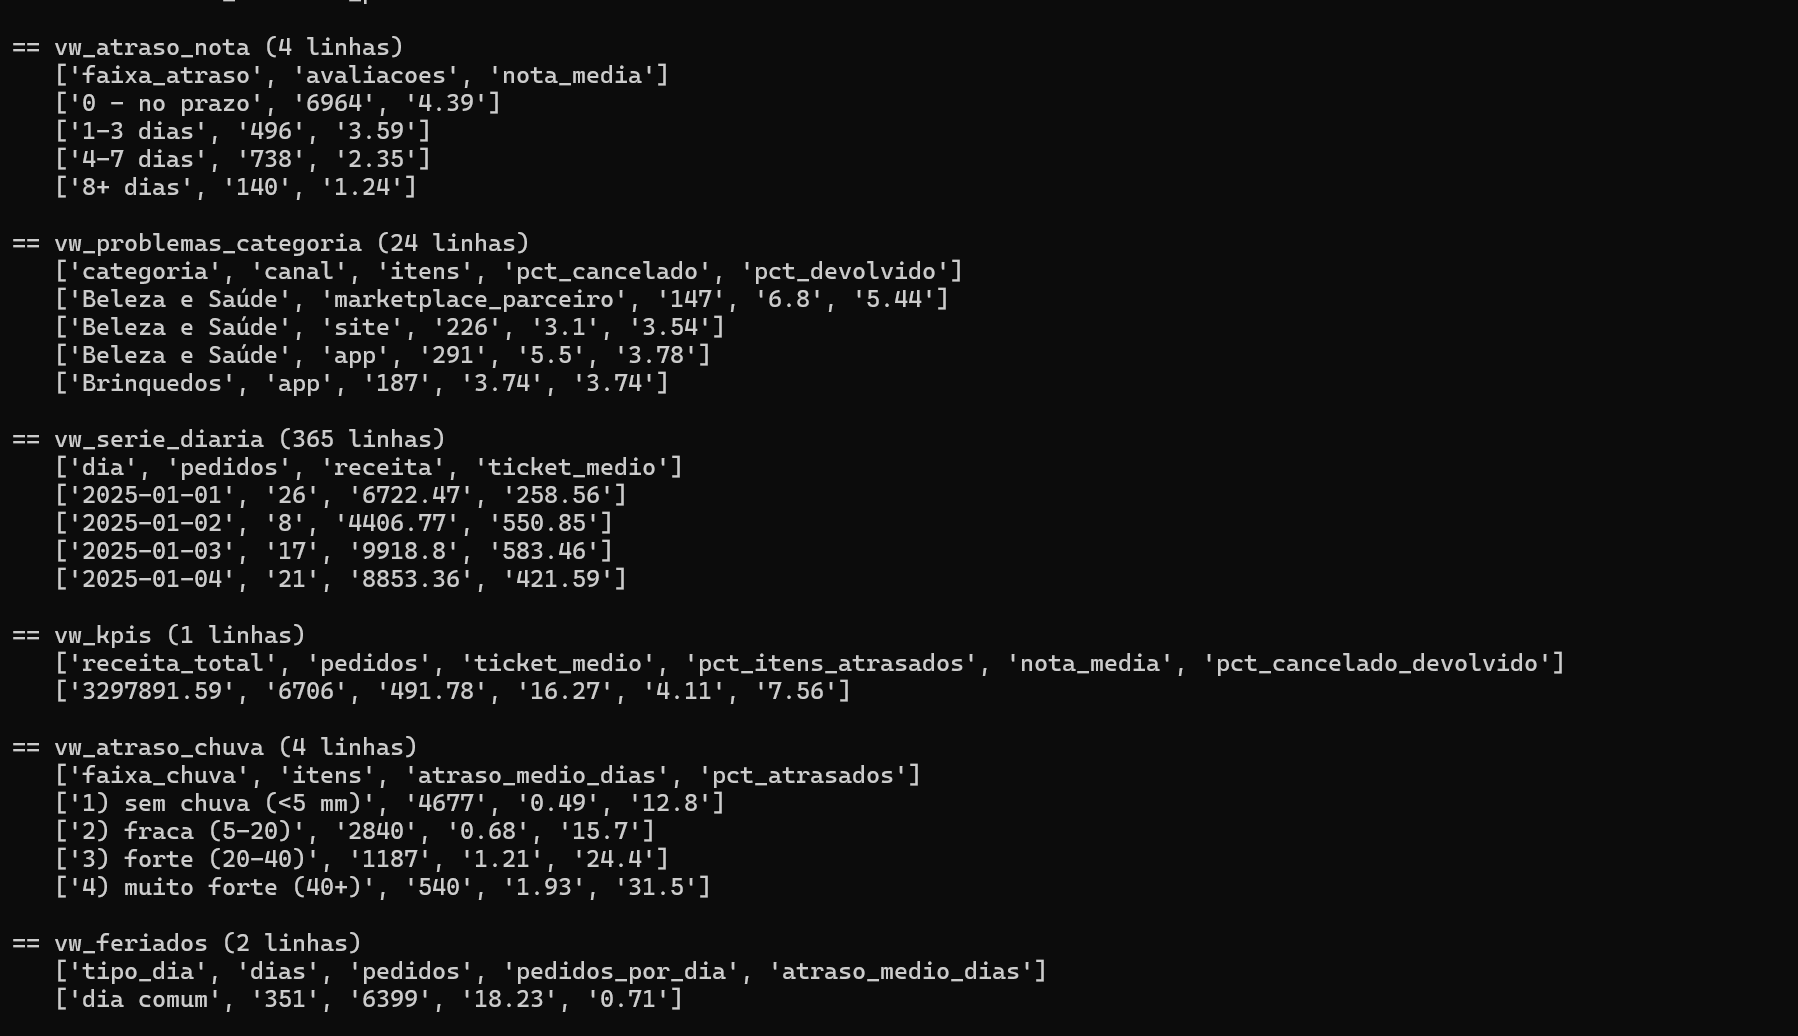 == vw_atraso_nota (4 linhas)
['faixa_atraso', 'avaliacoes', 'nota_media']
['0 - no prazo', '6964', '4.39']
['1-3 dias', '496', '3.59']
['4-7 dias', '738', '2.35']
['8+ dias', '140', '1.24']
== vw_problemas_categoria (24 linhas)
['categoria', 'canal', 'itens', 'pct_cancelado', 'pct_devolvido']
['Beleza e Saúde', 'marketplace_parceiro', '147', '6.8', '5.44']
['Beleza e Saúde', 'site', '226', '3.1', '3.54']
['Beleza e Saúde', 'app', '291', '5.5', '3.78']
['Brinquedos', 'app', '187', '3.74', '3.74']
== vw_serie_diaria (365 linhas)
['dia', 'pedidos', 'receita', 'ticket_medio']
['2025-01-01', '26', '6722.47', '258.56']
['2025-01-02', '8', '4406.77', '550.85']
['2025-01-03', '17', '9918.8', '583.46']
['2025-01-04', '21', '8853.36', '421.59']
== vw_kpis (1 linhas)
['receita_total', 'pedidos', 'ticket_medio', 'pct_itens_atrasados', 'nota_media', 'pct_cancelado_devolvido']
['3297891.59', '6706', '491.78', '16.27', '4.11', '7.56']
== vw_atraso_chuva (4 linhas)
['faixa_chuva', 'itens', 'atraso_medio_dias', 'pct_atrasados']
['1) sem chuva (<5 mm)', '4677', '0.49', '12.8']
['2) fraca (5-20)', '2840', '0.68', '15.7']
['3) forte (20-40)', '1187', '1.21', '24.4']
['4) muito forte (40+)', '540', '1.93', '31.5']
== vw_feriados (2 linhas)
['tipo_dia', 'dias', 'pedidos', 'pedidos_por_dia', 'atraso_medio_dias']
['dia comum', '351', '6399', '18.23', '0.71']